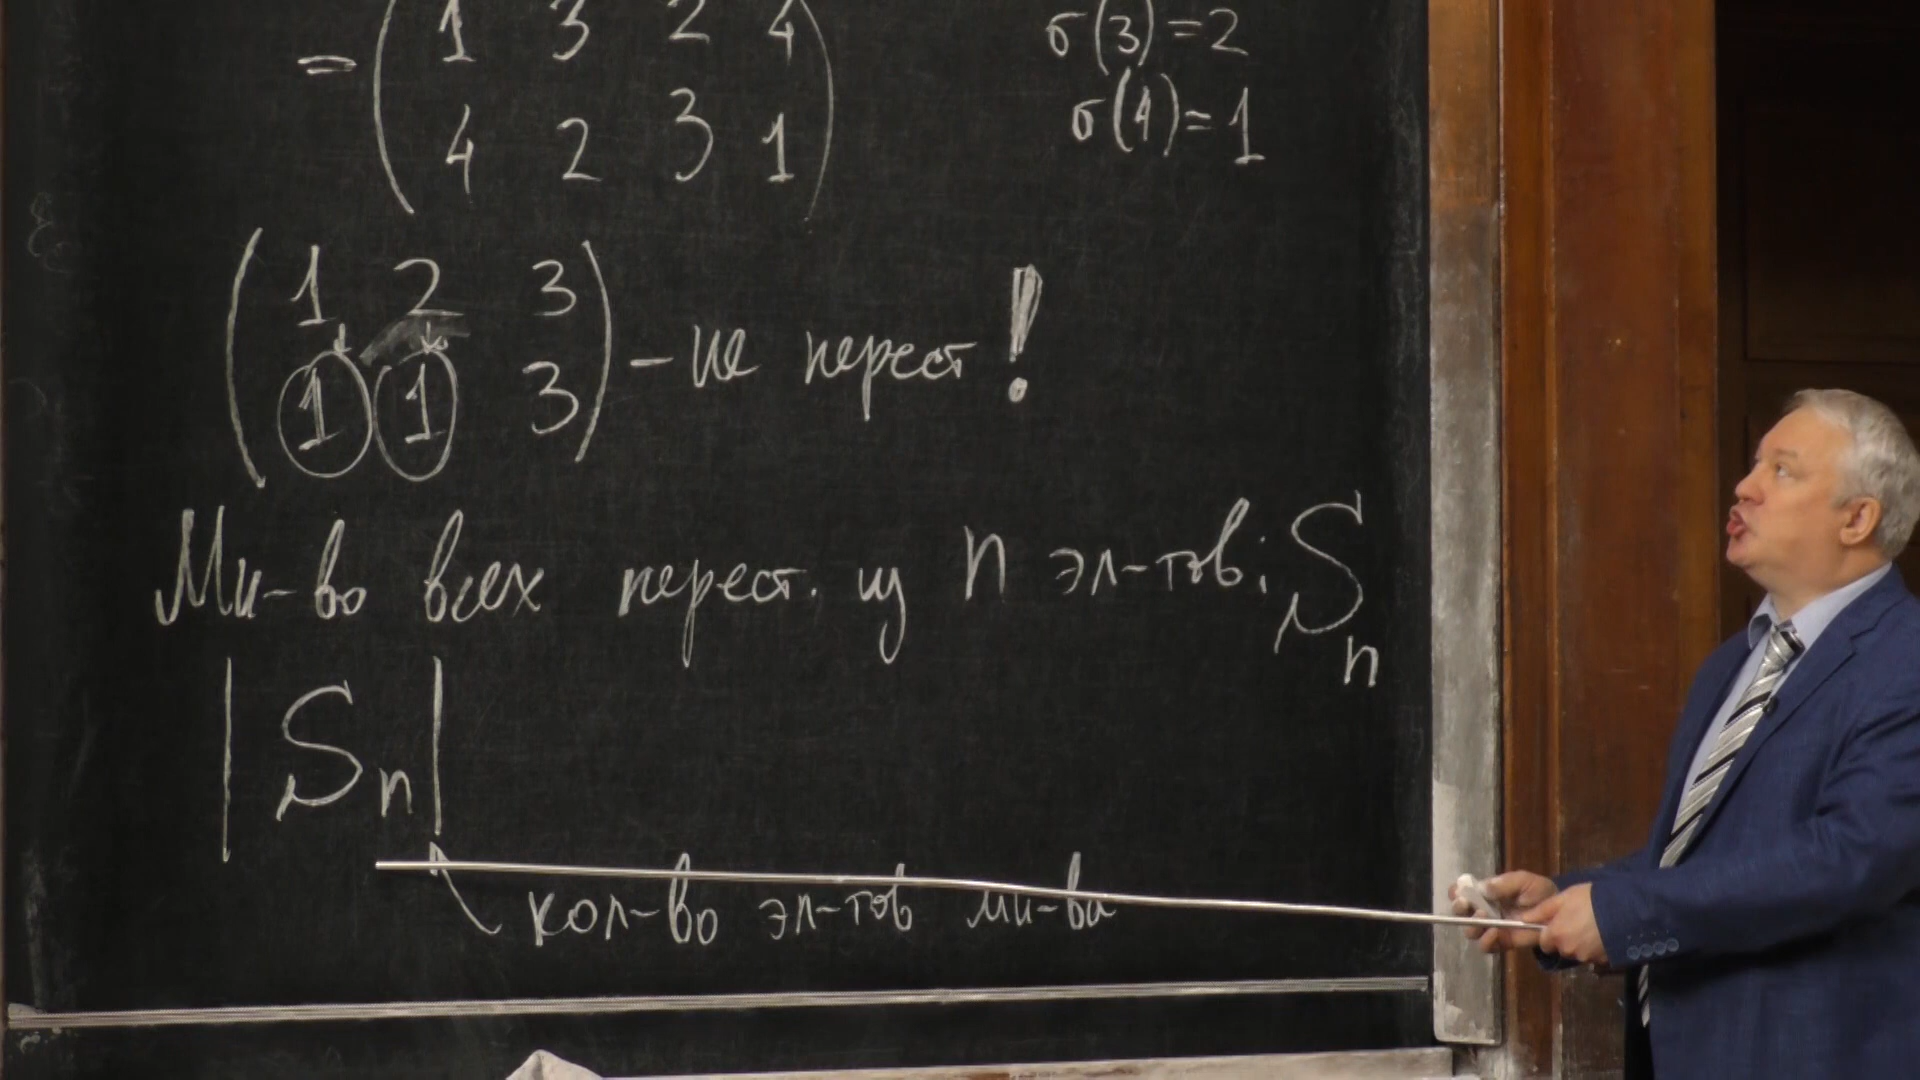 = ( 1 3 2 4 σ(3) = 2
4 2 3 1 ) σ(4) = 1
( 1 2 3
1 1 3 ) – не перест !
Мн-во всех перест. из n эл-тов: Sₙ
|Sₙ|
кол-во эл-тов мн-ва